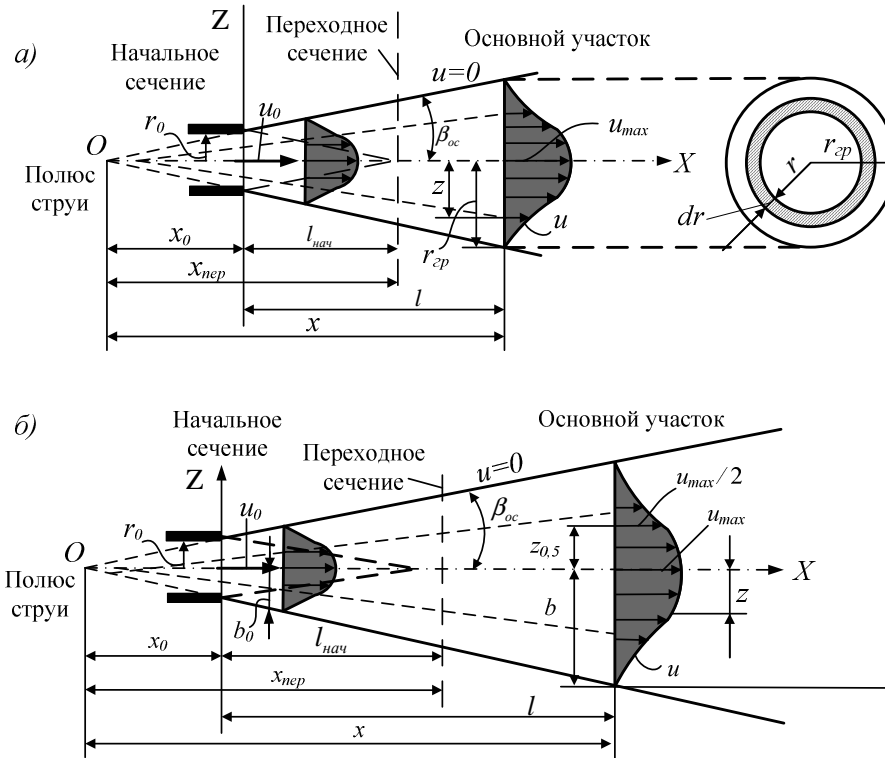 а)
Z
Начальное
сечение
Переходное
сечение
Основной участок
u=0
r₀
u₀
βос
umax
O
X
Полюс
струи
z
rгр
u
r
rгр
dr
x₀
lнач
xпер
l
x
б)
Начальное
сечение
Z
Переходное
сечение
Основной участок
u=0
umax/2
r₀
u₀
βос
z0,5
umax
O
X
Полюс
струи
b₀
b
z
x₀
lнач
u
xпер
l
x